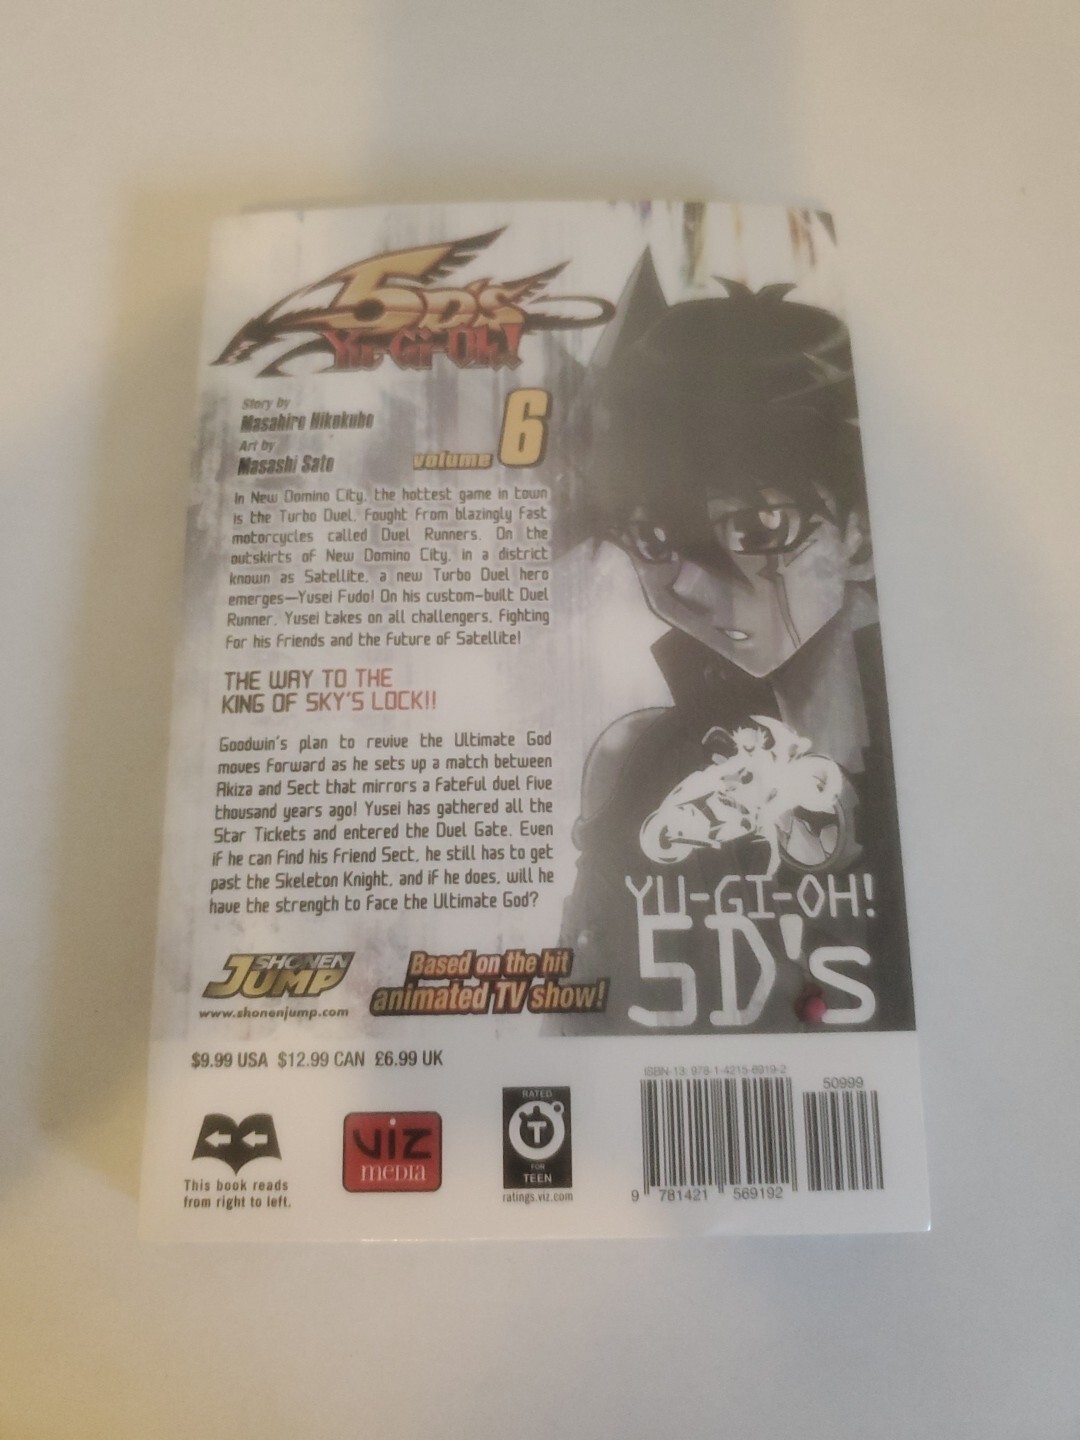 5D's
Yu-Gi-Oh!
Story by
Masahiro Hikokubo
Art by
Masashi Sato
volume 6
In New Domino City, the hottest game in town
is the Turbo Duel, fought from blazingly fast
motorcycles called Duel Runners. On the
outskirts of New Domino City, in a district
known as Satellite, a new Turbo Duel hero
emerges—Yusei Fudo! On his custom-built Duel
Runner, Yusei takes on all challengers, fighting
for his friends and the future of Satellite!
THE WAY TO THE
KING OF SKY'S LOCK!!
Goodwin's plan to revive the Ultimate God
moves forward as he sets up a match between
Akiza and Sect that mirrors a fateful duel five
thousand years ago! Yusei has gathered all the
Star Tickets and entered the Duel Gate. Even
if he can find his friend Sect, he still has to get
past the Skeleton Knight, and if he does, will he
have the strength to face the Ultimate God?
SHONEN
JUMP
www.shonenjump.com
Based on the hit
animated TV show!
YU-GI-OH!
5D's
$9.99 USA $12.99 CAN £6.99 UK
This book reads
from right to left.
VIZ
media
RATED
T
FOR
TEEN
ratings.viz.com
ISBN-13: 978-1-4215-6919-2
50999
9 781421 569192